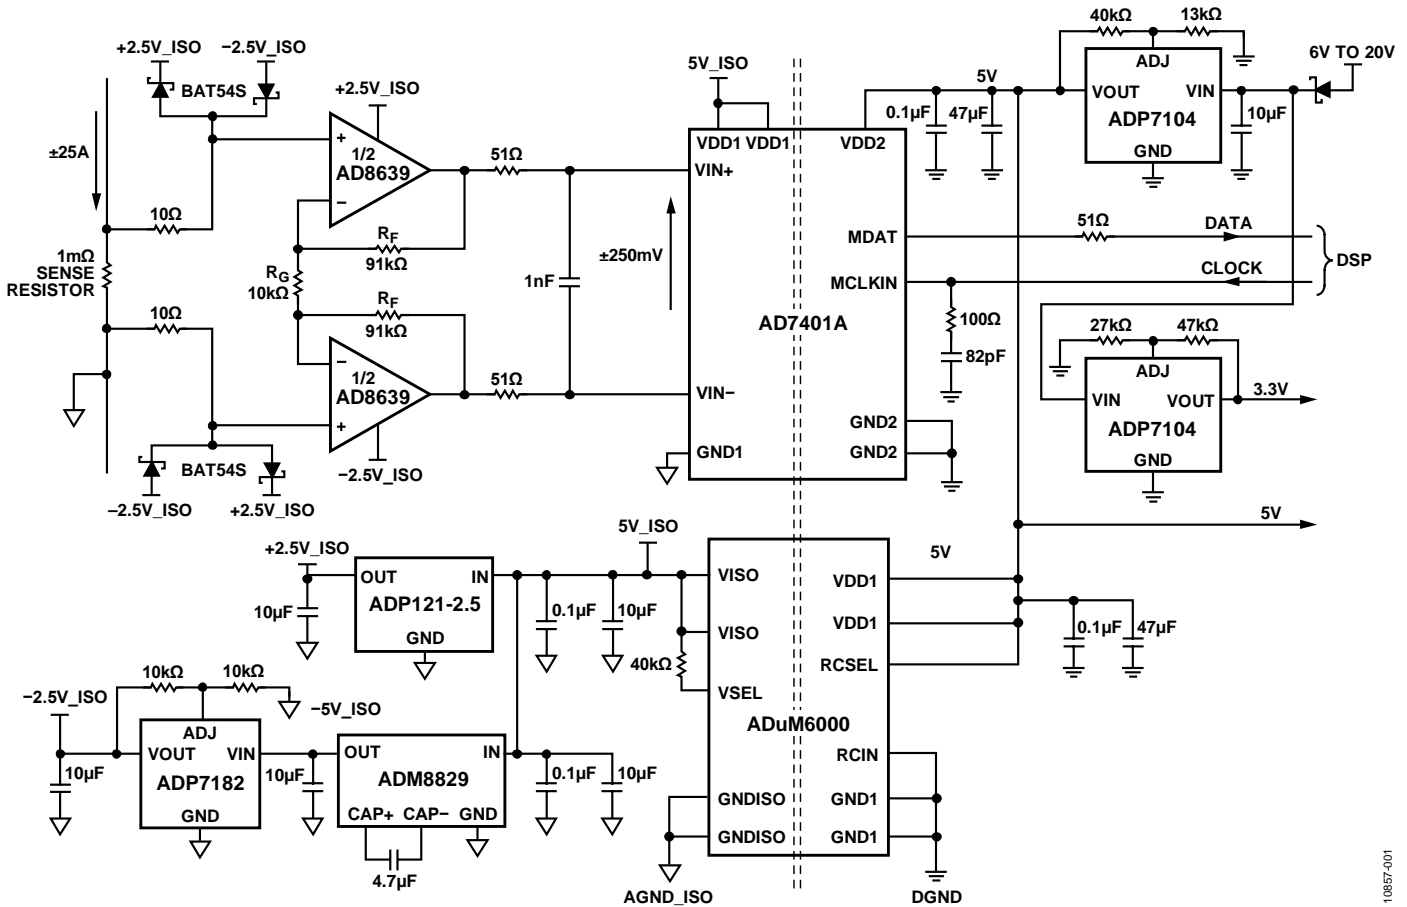 +2.5V_ISO
−2.5V_ISO
BAT54S
±25A
+2.5V_ISO
+
1/2
AD8639
−
51Ω
10Ω
RF
91kΩ
1mΩ
SENSE
RESISTOR
RG
10kΩ
RF
91kΩ
10Ω
−
1/2
AD8639
+
51Ω
1nF
±250mV
−2.5V_ISO
BAT54S
−2.5V_ISO
+2.5V_ISO
5V_ISO
VDD1 VDD1
VDD2
VIN+
MDAT
MCLKIN
AD7401A
VIN−
GND2
GND2
GND1
5V
0.1µF
47µF
40kΩ
13kΩ
ADJ
VOUT
VIN
ADP7104
GND
10µF
6V TO 20V
51Ω
DATA
CLOCK
DSP
100Ω
82pF
27kΩ
47kΩ
ADJ
VIN
VOUT
ADP7104
GND
3.3V
5V
+2.5V_ISO
10µF
OUT
IN
ADP121-2.5
GND
0.1µF
10µF
5V_ISO
40kΩ
VISO
VISO
VSEL
ADuM6000
GNDISO
GNDISO
5V
VDD1
VDD1
RCSEL
RCIN
GND1
GND1
0.1µF
47µF
−2.5V_ISO
10kΩ
10kΩ
10µF
ADJ
VOUT
VIN
ADP7182
GND
−5V_ISO
10µF
OUT
IN
ADM8829
CAP+ CAP− GND
4.7µF
0.1µF
10µF
AGND_ISO
DGND
10857-001